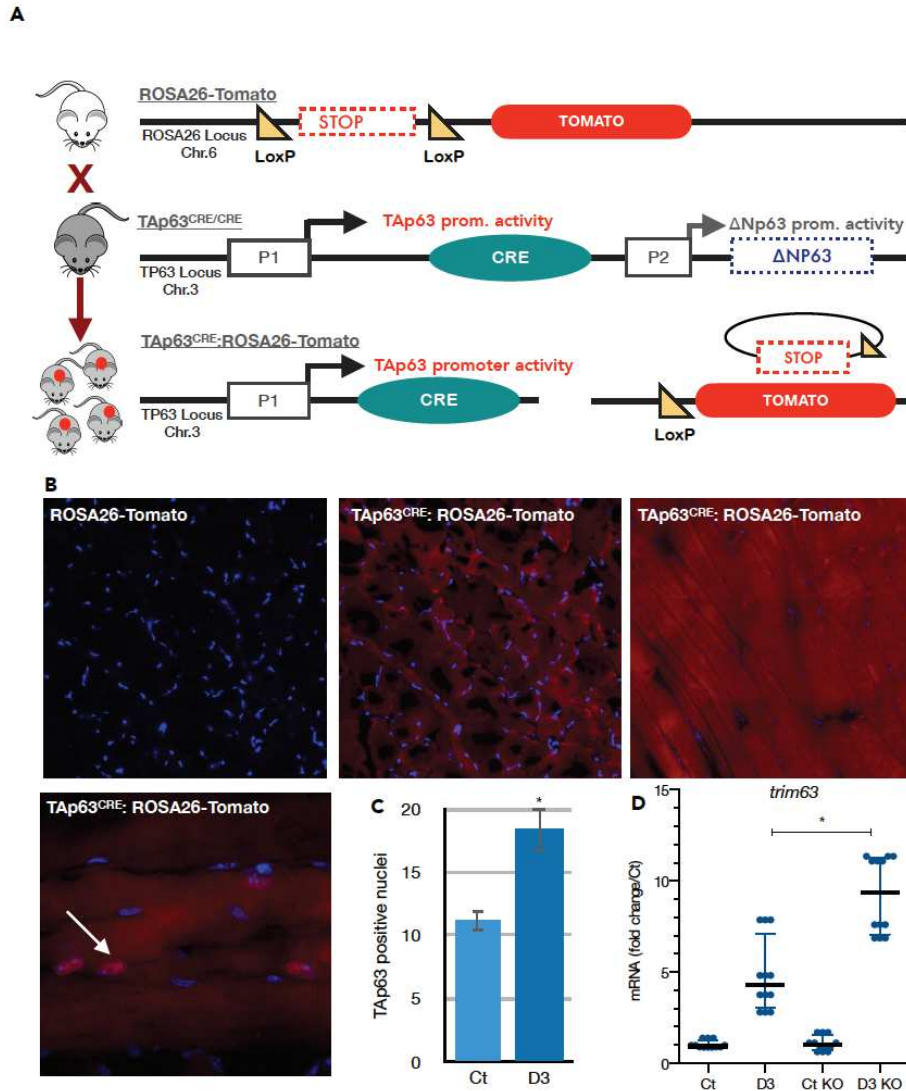 A
ROSA26-Tomato
STOP
TOMATO
ROSA26 Locus
Chr.6
LoxP
LoxP
X
TAp63CRE/CRE
TAp63 prom. activity
ΔNp63 prom. activity
P1
CRE
P2
ΔNP63
TP63 Locus
Chr.3
TAp63CRE:ROSA26-Tomato
TAp63 promoter activity
STOP
P1
CRE
TOMATO
TP63 Locus
Chr.3
LoxP
B
ROSA26-Tomato
TAp63CRE: ROSA26-Tomato
TAp63CRE: ROSA26-Tomato
TAp63CRE: ROSA26-Tomato
C
TAp63 positive nuclei
20
15
10
5
0
*
Ct
D3
D
trim63
mRNA (fold change/Ct)
15
10
5
0
*
Ct
D3
Ct KO
D3 KO